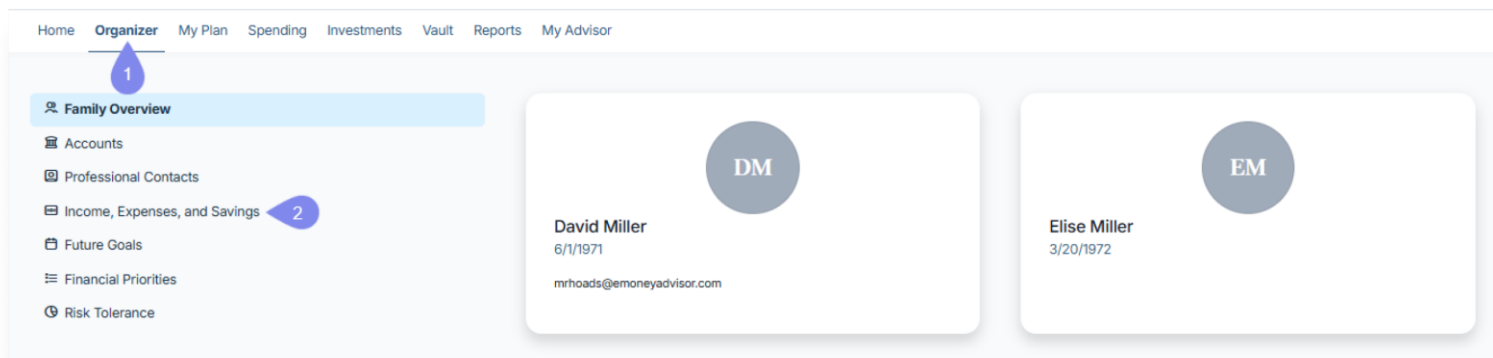 Home Organizer My Plan Spending Investments Vault Reports My Advisor
1
Family Overview
Accounts
Professional Contacts
Income, Expenses, and Savings 2
Future Goals
Financial Priorities
Risk Tolerance
DM
David Miller
6/1/1971
mrhoads@emoneyadvisor.com
EM
Elise Miller
3/20/1972